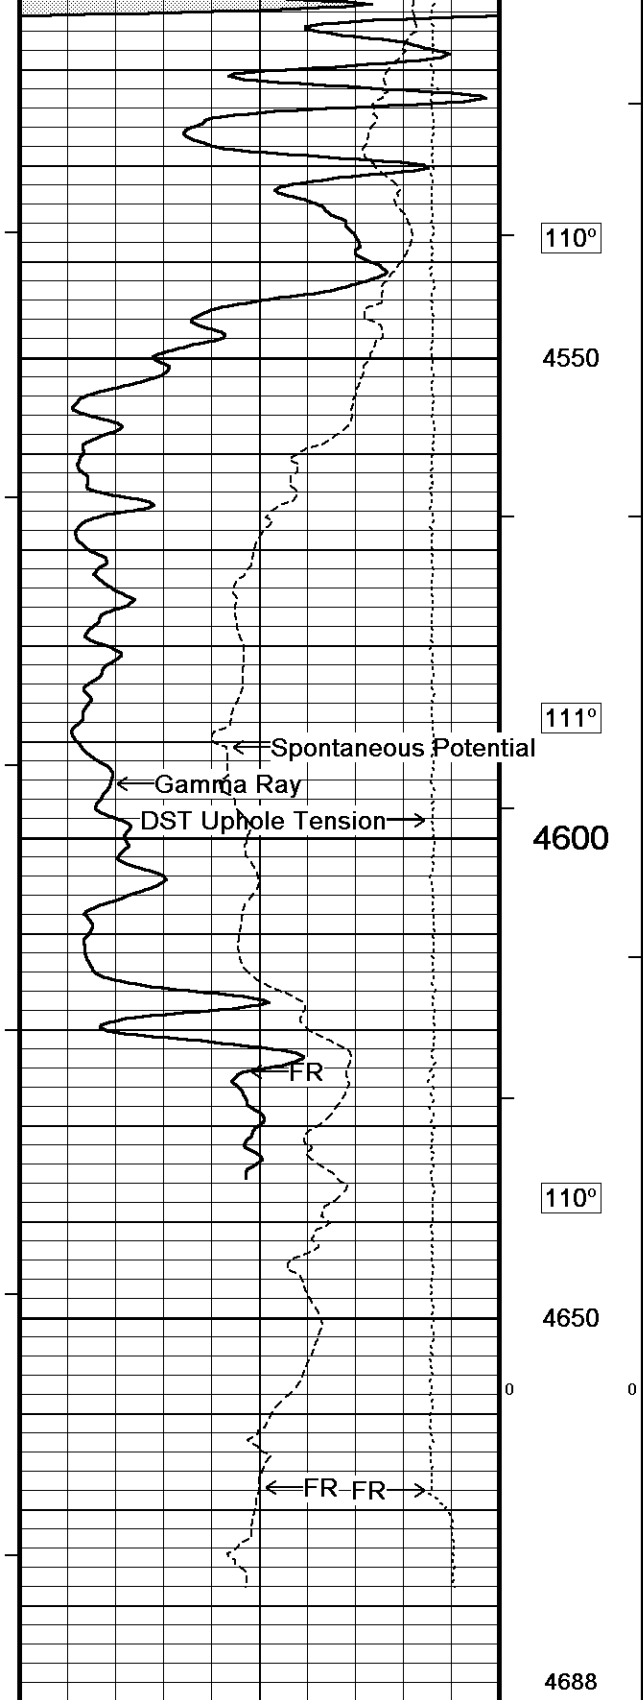 110°
4550
111°
Spontaneous Potential
Gamma Ray
DST Uphole Tension
4600
FR
110°
4650
0 0
FR FR
4688